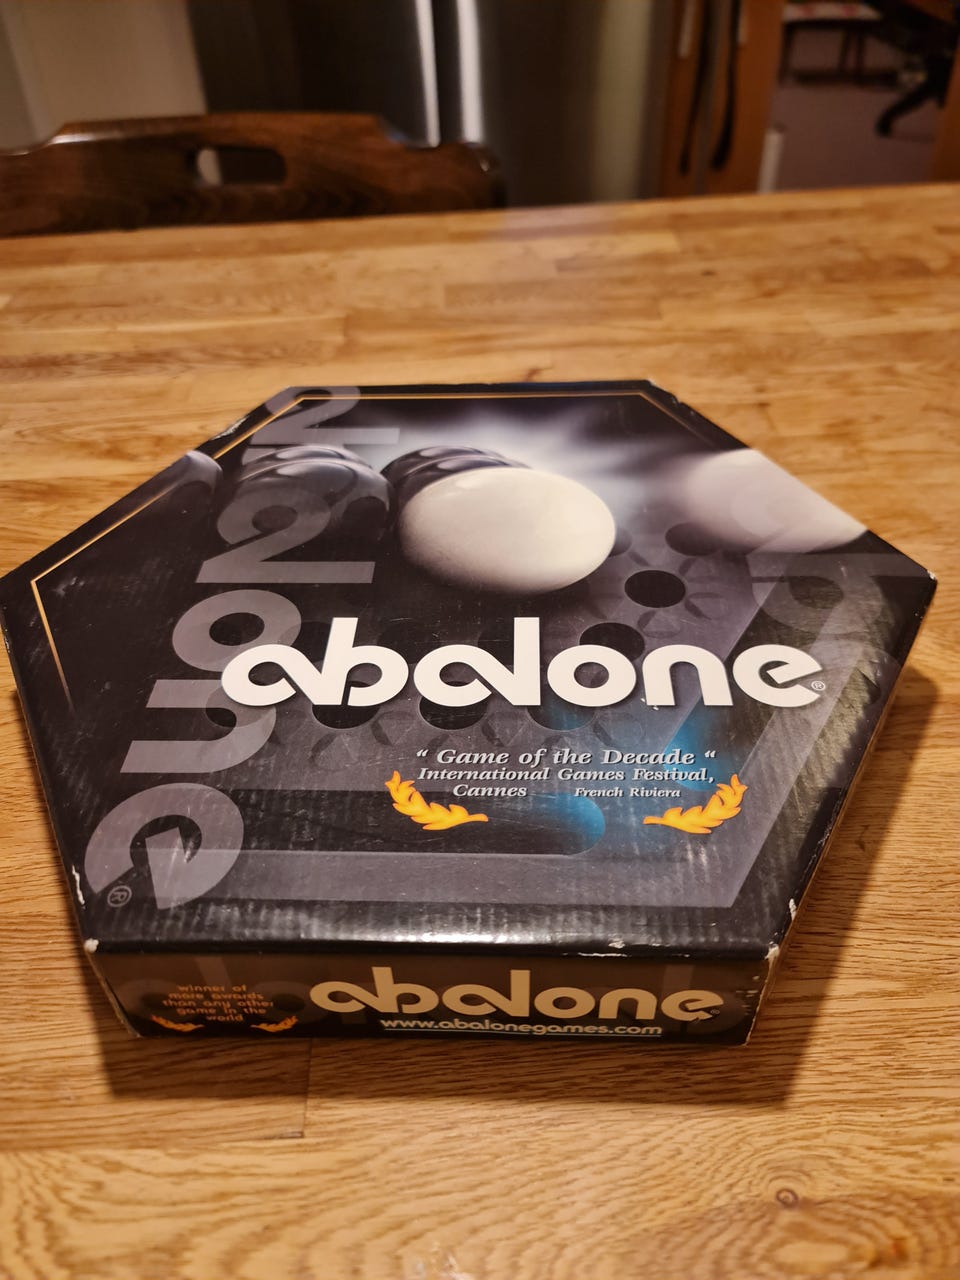 abalone
abalone®
“ Game of the Decade “
International Games Festival,
Cannes French Riviera
®
winner of
more awards
than any other
game in the
world
abalone®
www.abalonegames.com